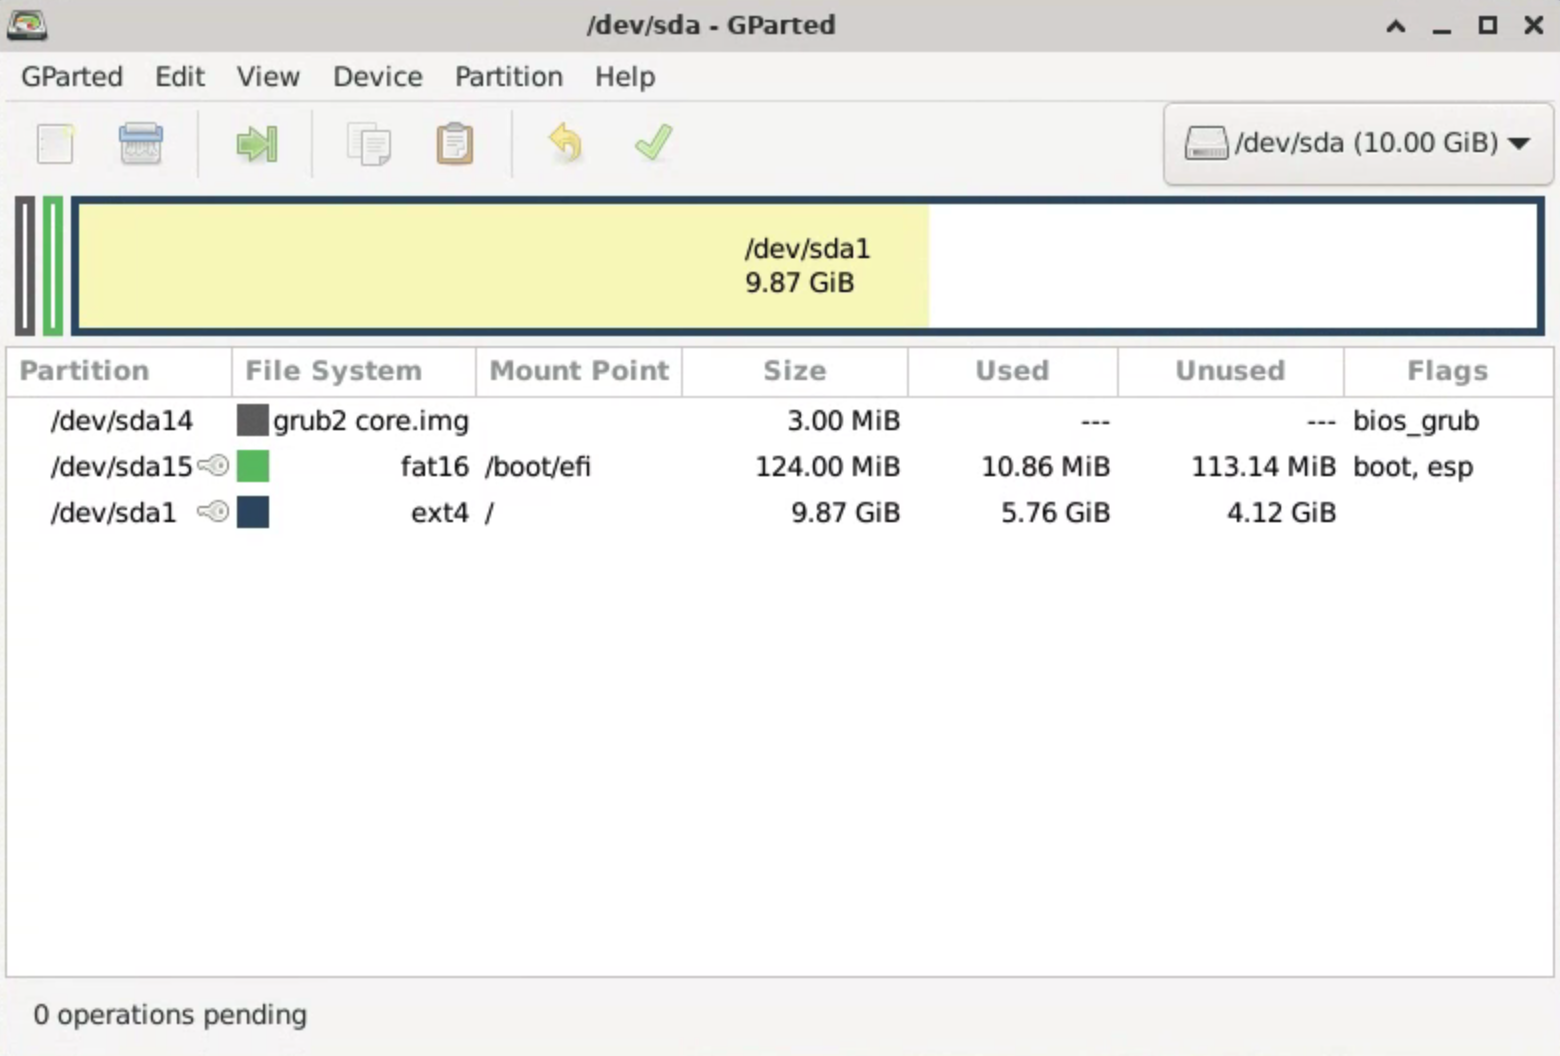 /dev/sda - GParted
GParted Edit View Device Partition Help
/dev/sda (10.00 GiB)
/dev/sda1
9.87 GiB
Partition File System Mount Point Size Used Unused Flags
/dev/sda14 grub2 core.img 3.00 MiB --- --- bios_grub
/dev/sda15 fat16 /boot/efi 124.00 MiB 10.86 MiB 113.14 MiB boot, esp
/dev/sda1 ext4 / 9.87 GiB 5.76 GiB 4.12 GiB
0 operations pending